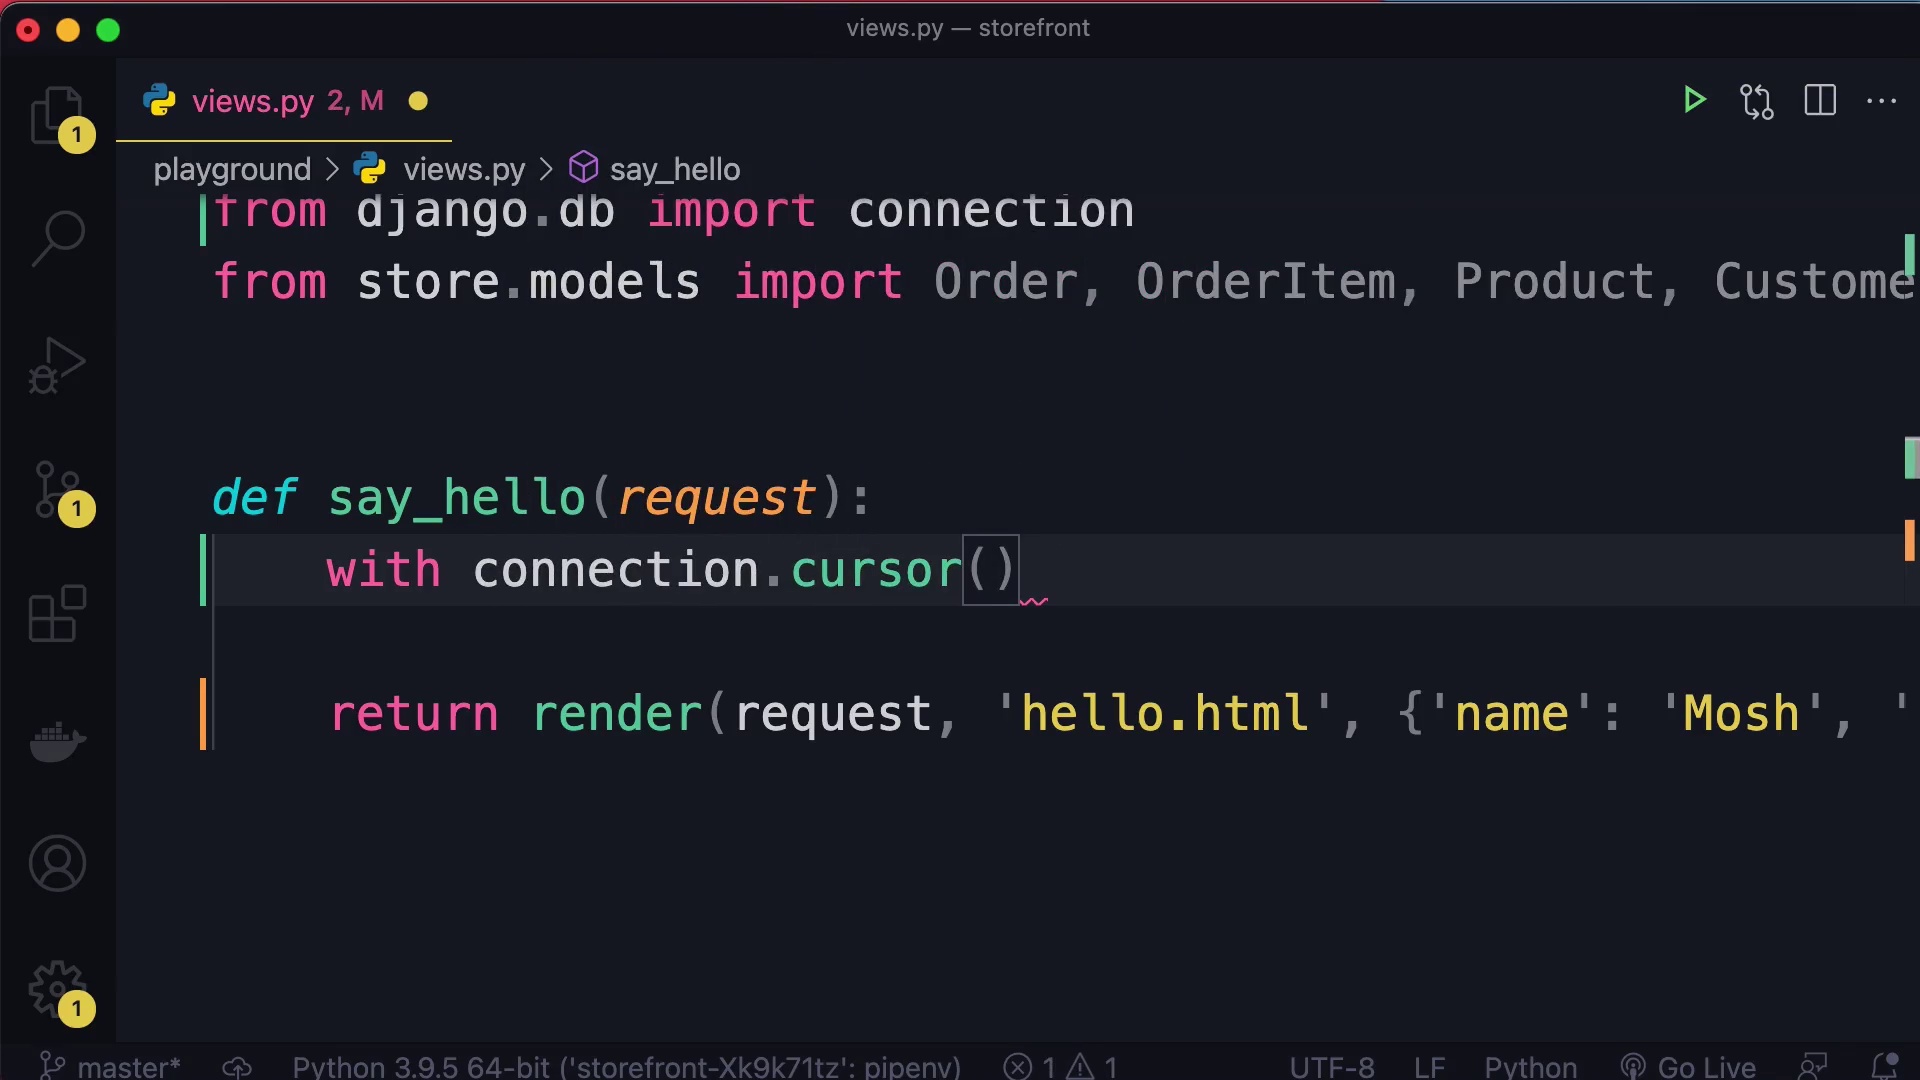 views.py — storefront
views.py 2, M
playground > views.py > say_hello
from django.db import connection
from store.models import Order, OrderItem, Product, Custome
def say_hello(request):
with connection.cursor()
return render(request, 'hello.html', {'name': 'Mosh', '
1
1
1
master* Python 3.9.5 64-bit ('storefront-Xk9k71tz': pipenv) 1 1 UTF-8 LF Python Go Live